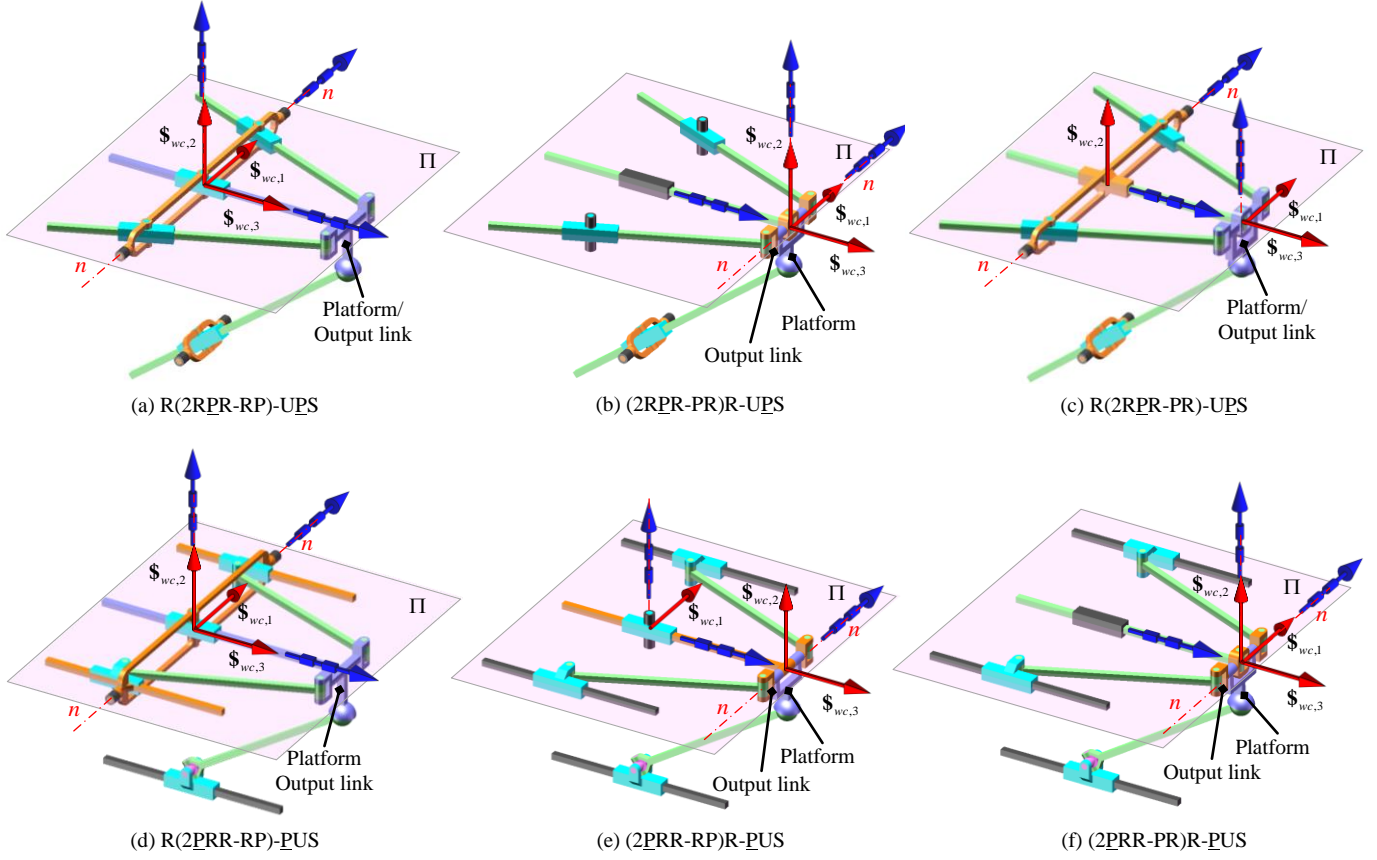 n
Π
$wc,2
$wc,1
$wc,3
n
Platform/
Output link
(a) R(2RPR-RP)-UPS
Π
n
$wc,2
$wc,1
n
$wc,3
Platform
Output link
(b) (2RPR-PR)R-UPS
n
Π
$wc,2
$wc,1
$wc,3
n
Platform/
Output link
(c) R(2RPR-PR)-UPS
n
Π
$wc,2
$wc,1
$wc,3
n
Platform
Output link
(d) R(2PRR-RP)-PUS
Π
$wc,2
$wc,1
n
$wc,3
n
Platform
Output link
(e) (2PRR-RP)R-PUS
Π
$wc,2
n
$wc,1
n
$wc,3
Platform
Output link
(f) (2PRR-PR)R-PUS